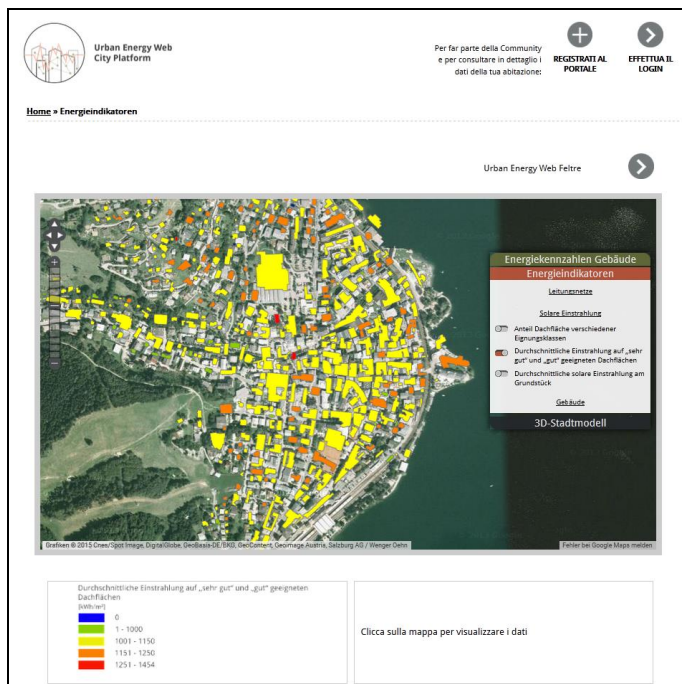 Urban Energy Web
City Platform
Per far parte della Community
e per consultare in dettaglio i
dati della tua abitazione:
REGISTRATI AL
PORTALE
EFFETTUA IL
LOGIN
Home » Energieindikatoren
Urban Energy Web Feltre
Energiekennzahlen Gebäude
Energieindikatoren
Leitungsnetze
Solare Einstrahlung
Anteil Dachfläche verschiedener
Eignungsklassen
Durchschnittliche Einstrahlung auf „sehr
gut" und „gut" geeigneten Dachflächen
Durchschnittliche solare Einstrahlung am
Grundstück
Gebäude
3D-Stadtmodell
Grafiken © 2015 Cnes/Spot Image, DigitalGlobe, GeoBasis-DE/BKG, GeoContent, Geoimage Austria, Salzburg AG / Wenger Oehn
Fehler bei Google Maps melden
Durchschnittliche Einstrahlung auf „sehr gut" und „gut" geeigneten
Dachflächen
(kWh/m²)
0
1 - 1000
1001 - 1150
1151 - 1250
1251 - 1454
Clicca sulla mappa per visualizzare i dati